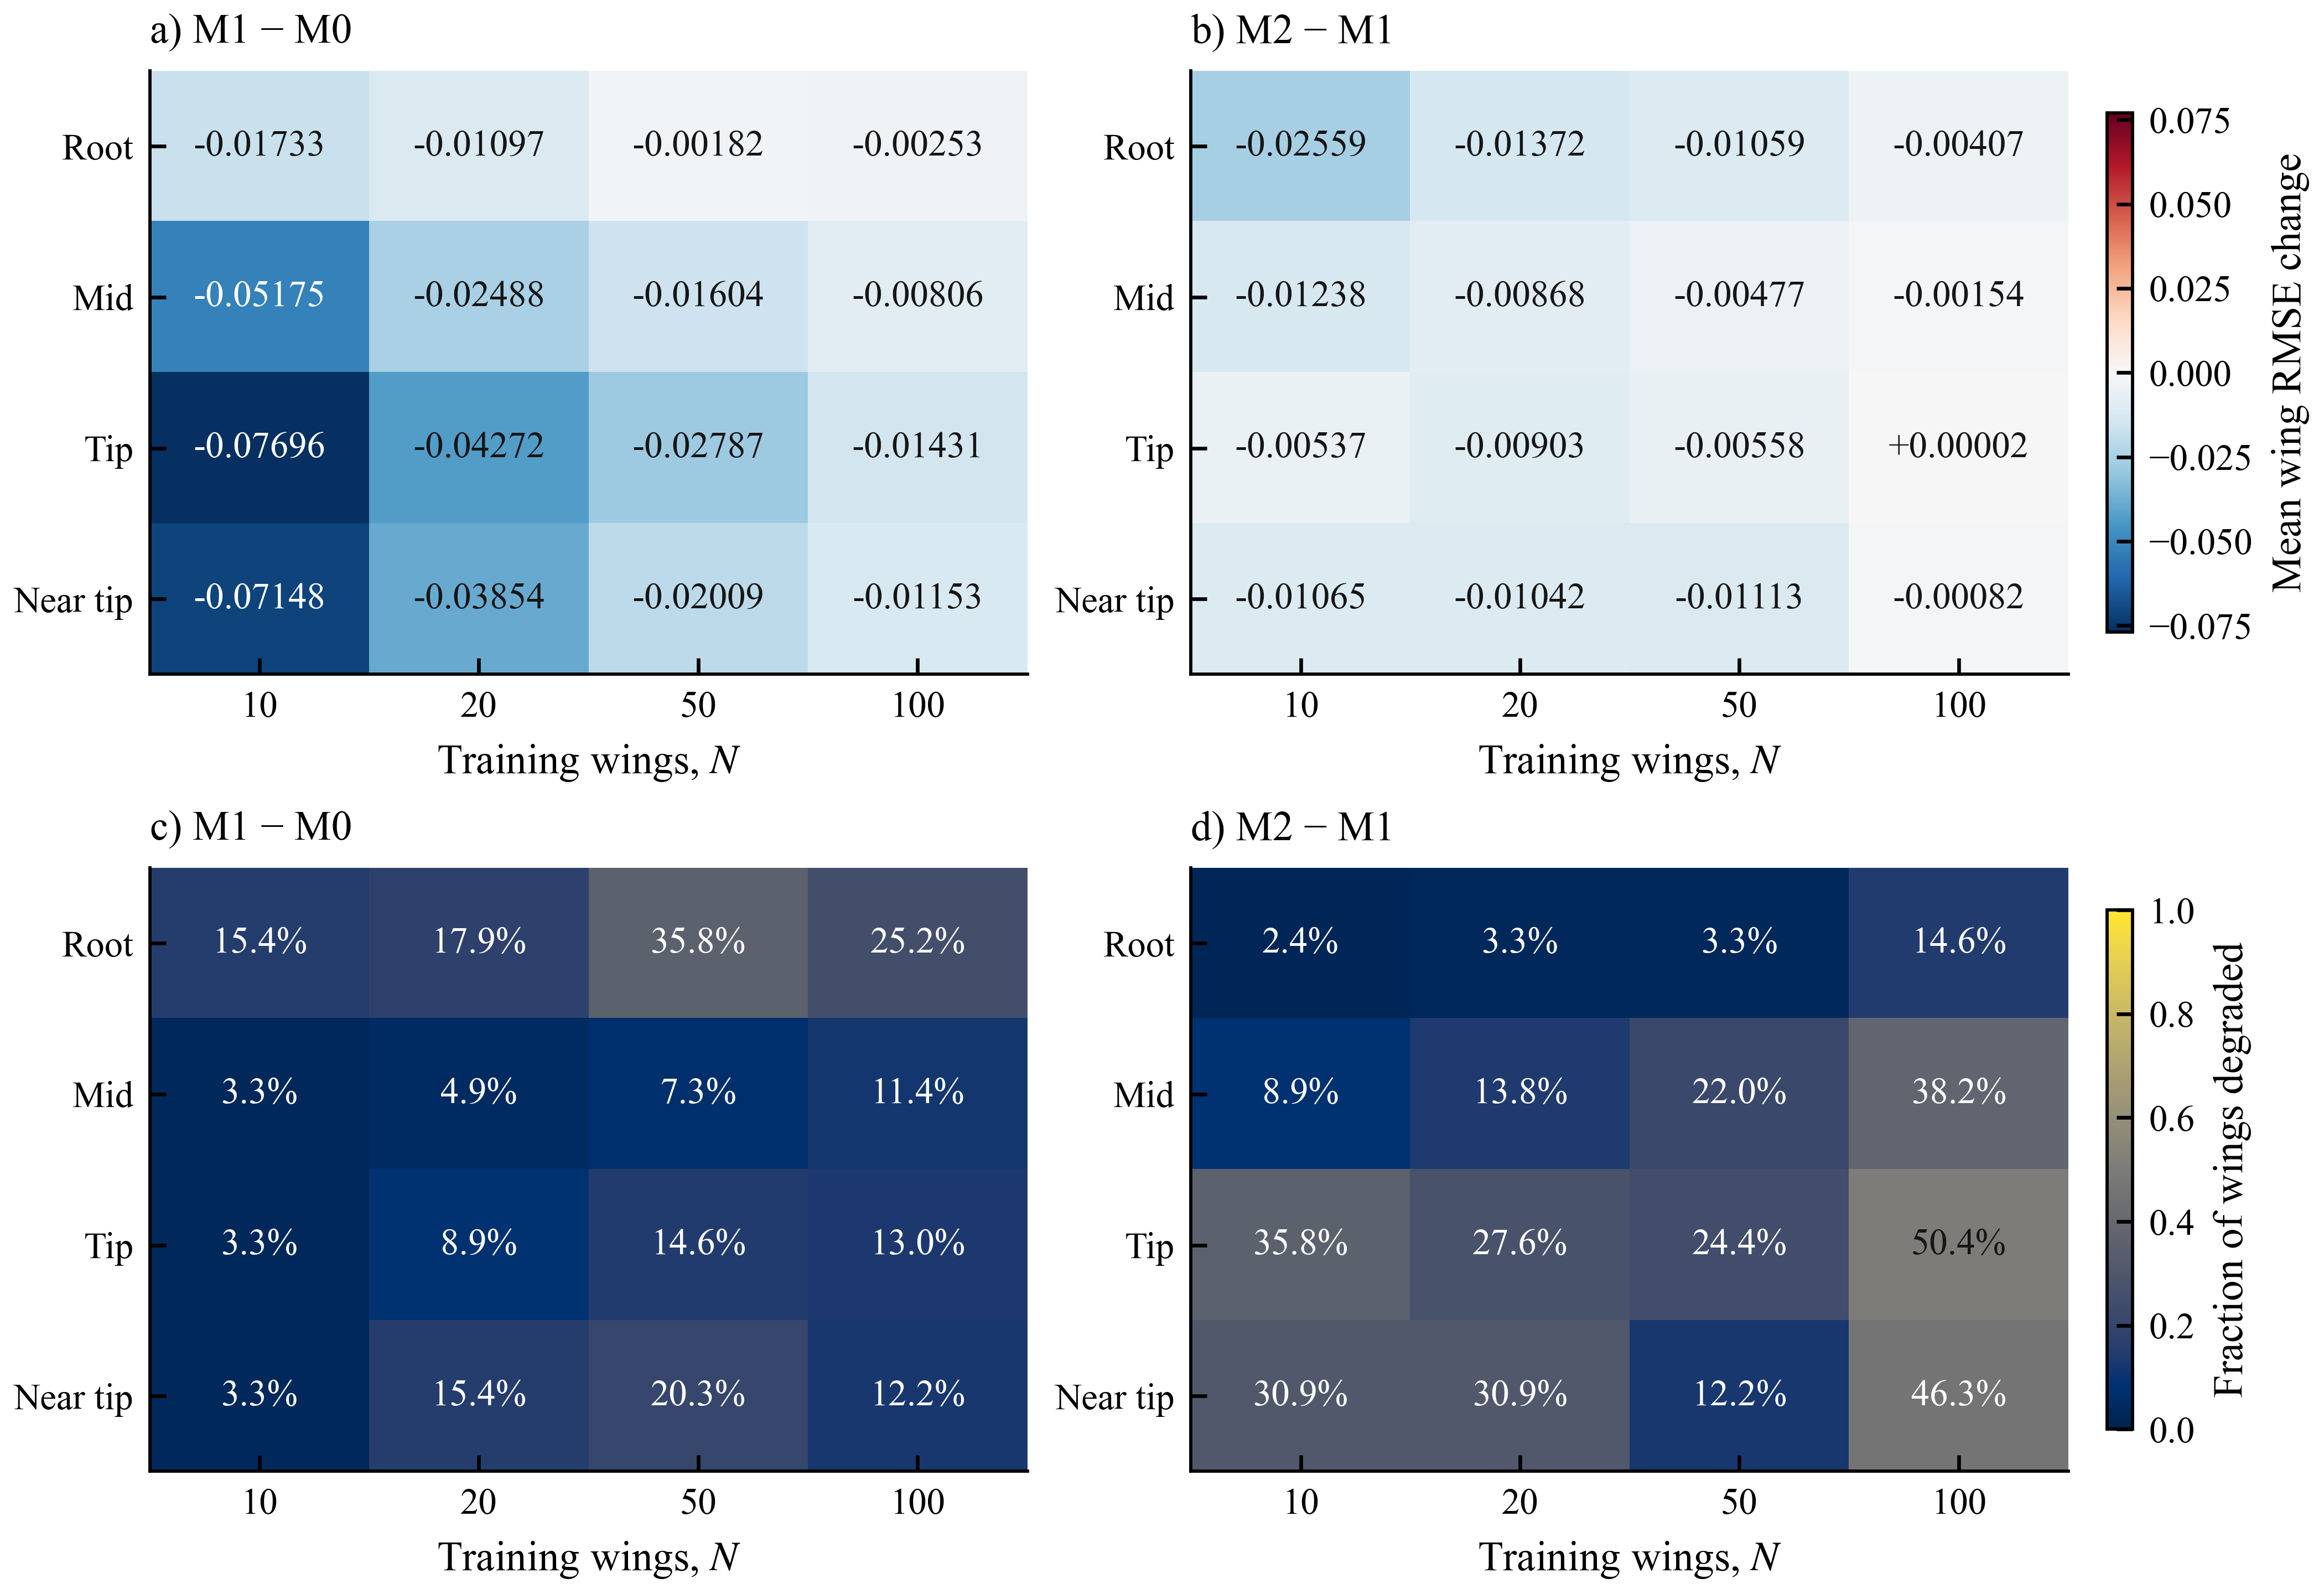 a) M1 − M0
b) M2 − M1
Root -0.01733 -0.01097 -0.00182 -0.00253
Mid -0.05175 -0.02488 -0.01604 -0.00806
Tip -0.07696 -0.04272 -0.02787 -0.01431
Near tip -0.07148 -0.03854 -0.02009 -0.01153
10 20 50 100
Training wings, N
Root -0.02559 -0.01372 -0.01059 -0.00407
Mid -0.01238 -0.00868 -0.00477 -0.00154
Tip -0.00537 -0.00903 -0.00558 +0.00002
Near tip -0.01065 -0.01042 -0.01113 -0.00082
10 20 50 100
Training wings, N
0.075
0.050
0.025
0.000
−0.025
−0.050
−0.075
Mean wing RMSE change
c) M1 − M0
d) M2 − M1
Root 15.4% 17.9% 35.8% 25.2%
Mid 3.3% 4.9% 7.3% 11.4%
Tip 3.3% 8.9% 14.6% 13.0%
Near tip 3.3% 15.4% 20.3% 12.2%
10 20 50 100
Training wings, N
Root 2.4% 3.3% 3.3% 14.6%
Mid 8.9% 13.8% 22.0% 38.2%
Tip 35.8% 27.6% 24.4% 50.4%
Near tip 30.9% 30.9% 12.2% 46.3%
10 20 50 100
Training wings, N
1.0
0.8
0.6
0.4
0.2
0.0
Fraction of wings degraded